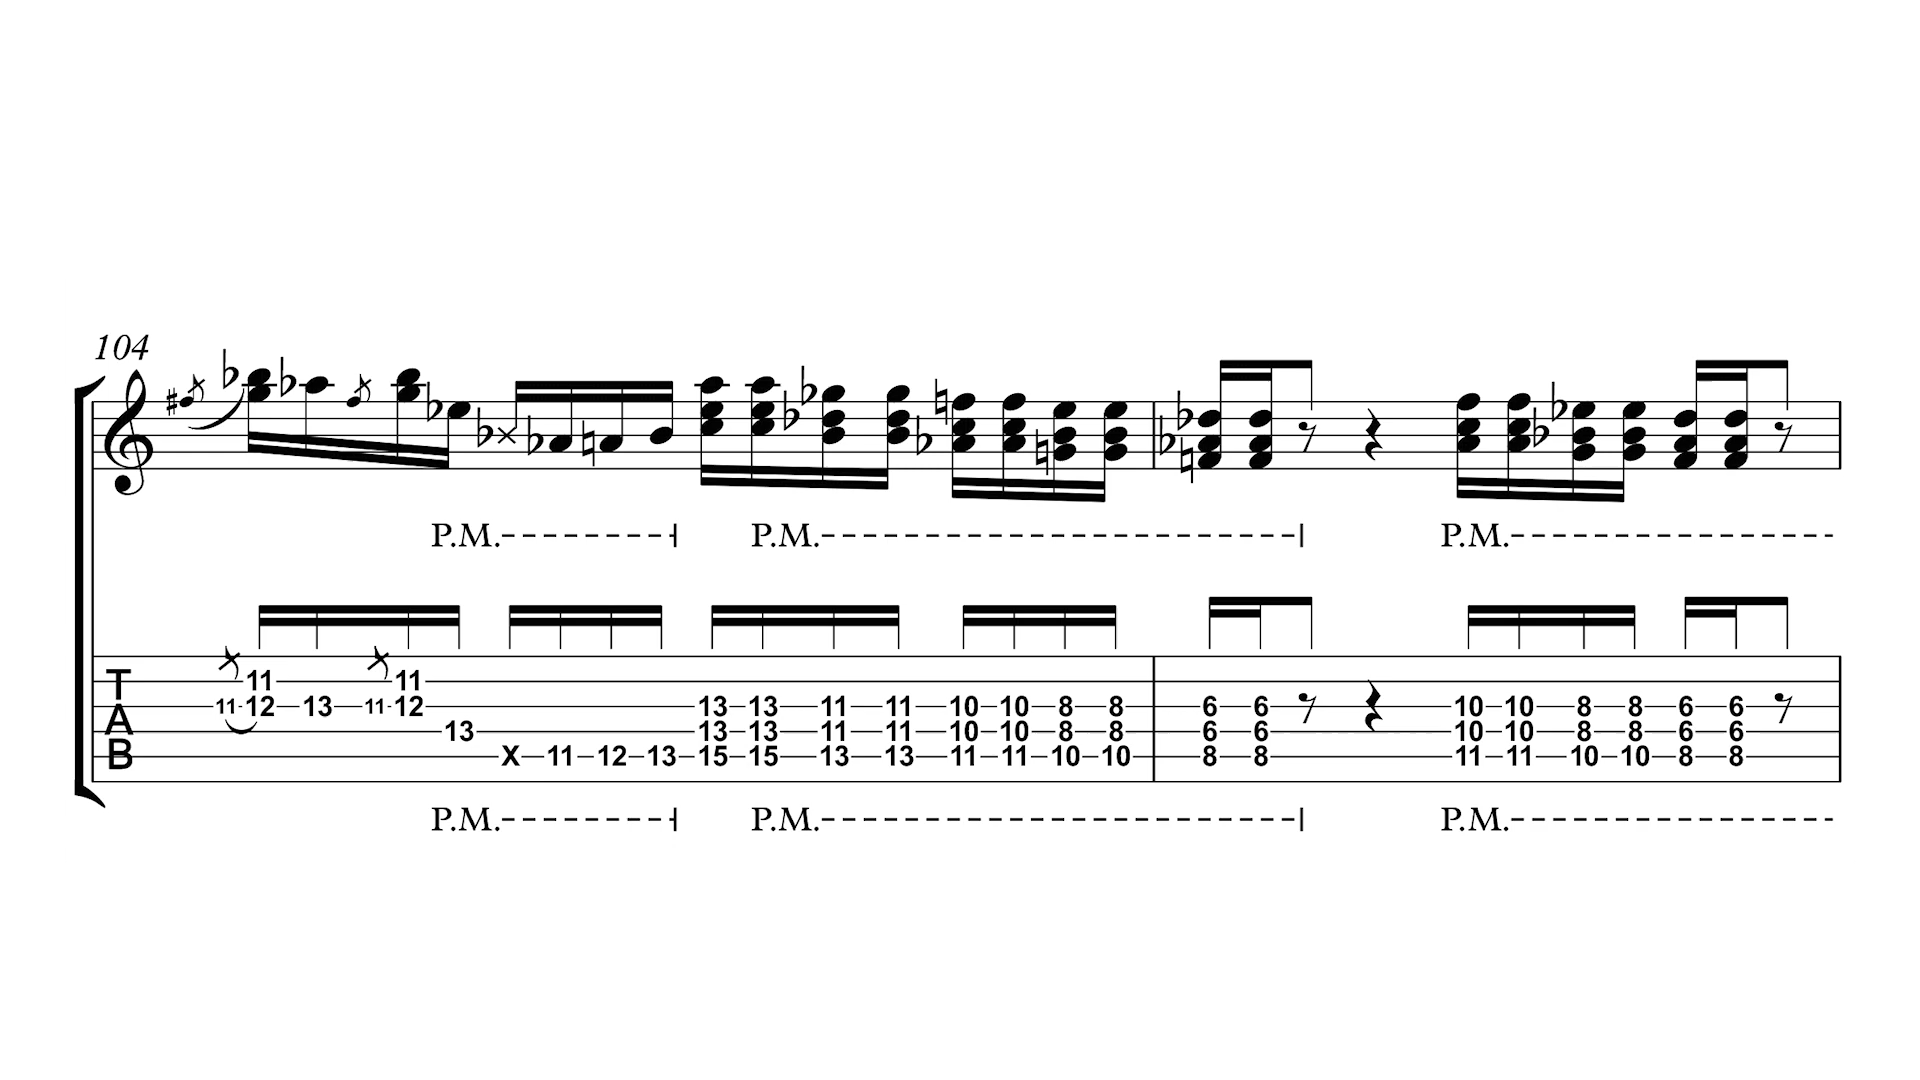 104
P.M. P.M. P.M.
11 11
T 11 12 13 11 12 13 13 11 11 10 10 8 8 6 6 10 10 8 8 6 6
A 13 13 13 11 11 10 10 8 8 6 6 10 10 8 8 6 6
B X 11 12 13 15 15 13 13 11 11 10 10 8 8 11 11 10 10 8 8
P.M. P.M. P.M.